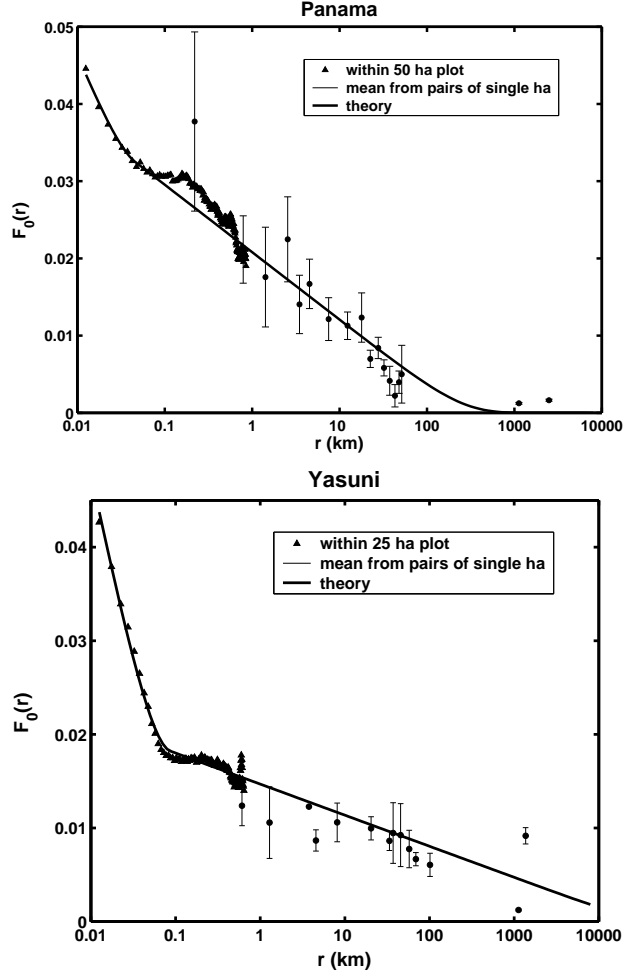 Panama
0.05
0.04
0.03
0.02
0.01
0
F0(r)
within 50 ha plot
mean from pairs of single ha
theory
0.01 0.1 1 10 100 1000 10000
r (km)
Yasuni
0.04
0.03
0.02
0.01
0
F0(r)
within 25 ha plot
mean from pairs of single ha
theory
0.01 0.1 1 10 100 1000 10000
r (km)